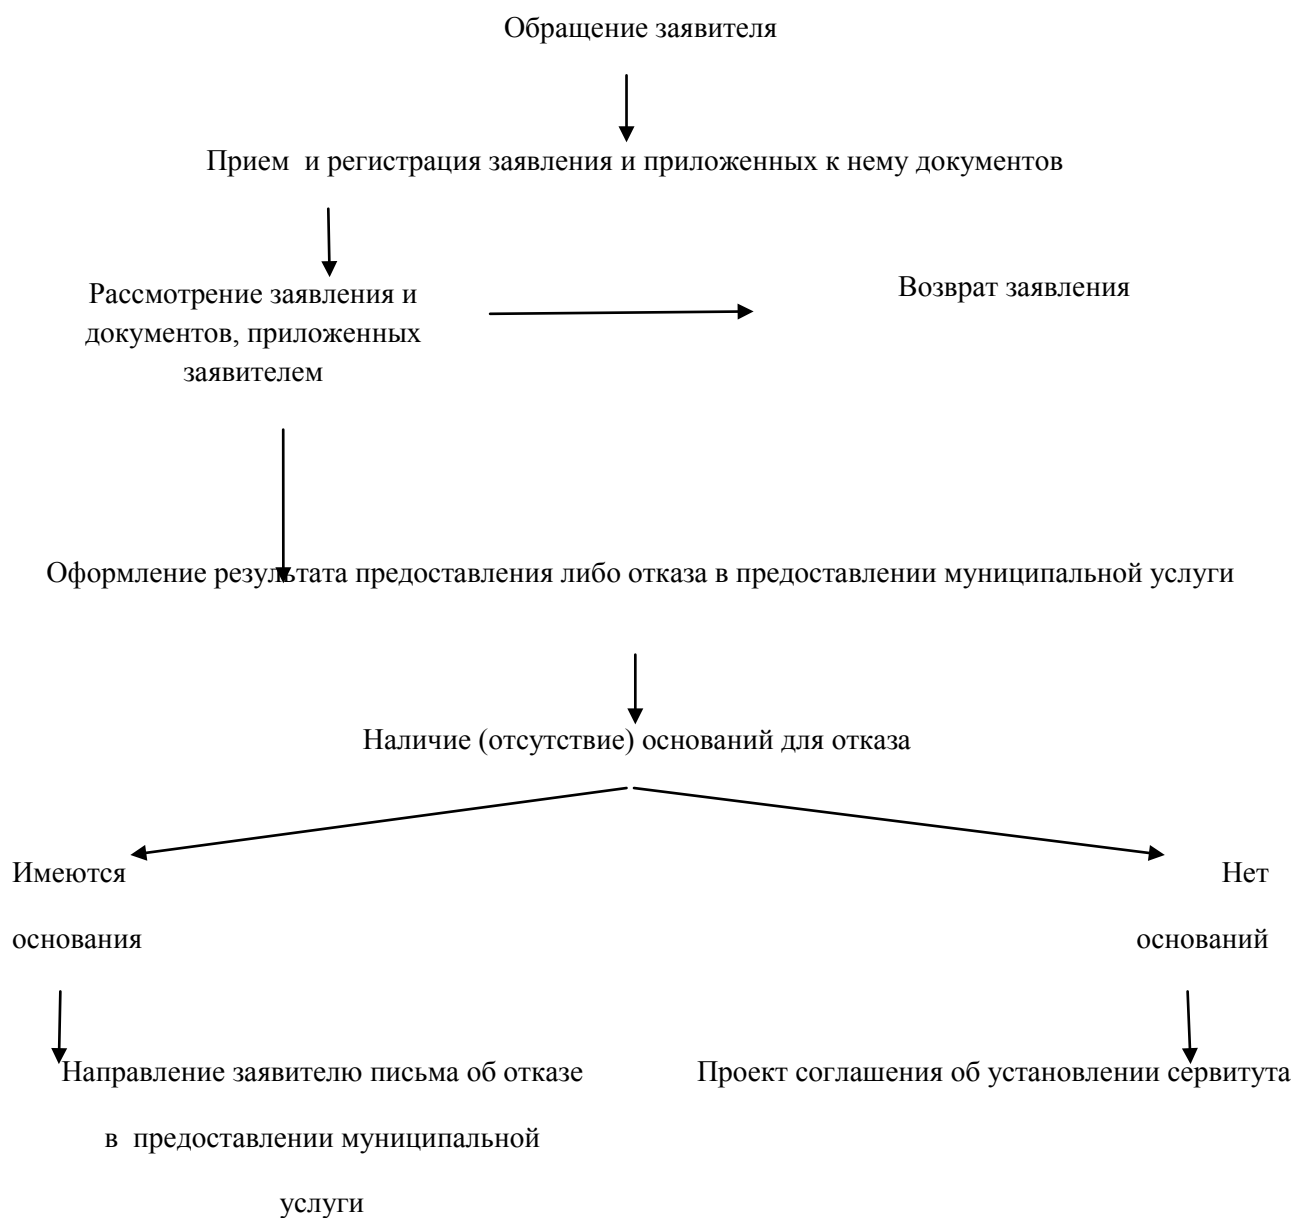 Обращение заявителя
Прием  и регистрация заявления и приложенных к нему документов
Рассмотрение заявления и
документов, приложенных
заявителем
Возврат заявления
Оформление результата предоставления либо отказа в предоставлении муниципальной услуги
Наличие (отсутствие) оснований для отказа
Имеются
основания
Нет
оснований
Направление заявителю письма об отказе
в  предоставлении муниципальной
услуги
Проект соглашения об установлении сервитута